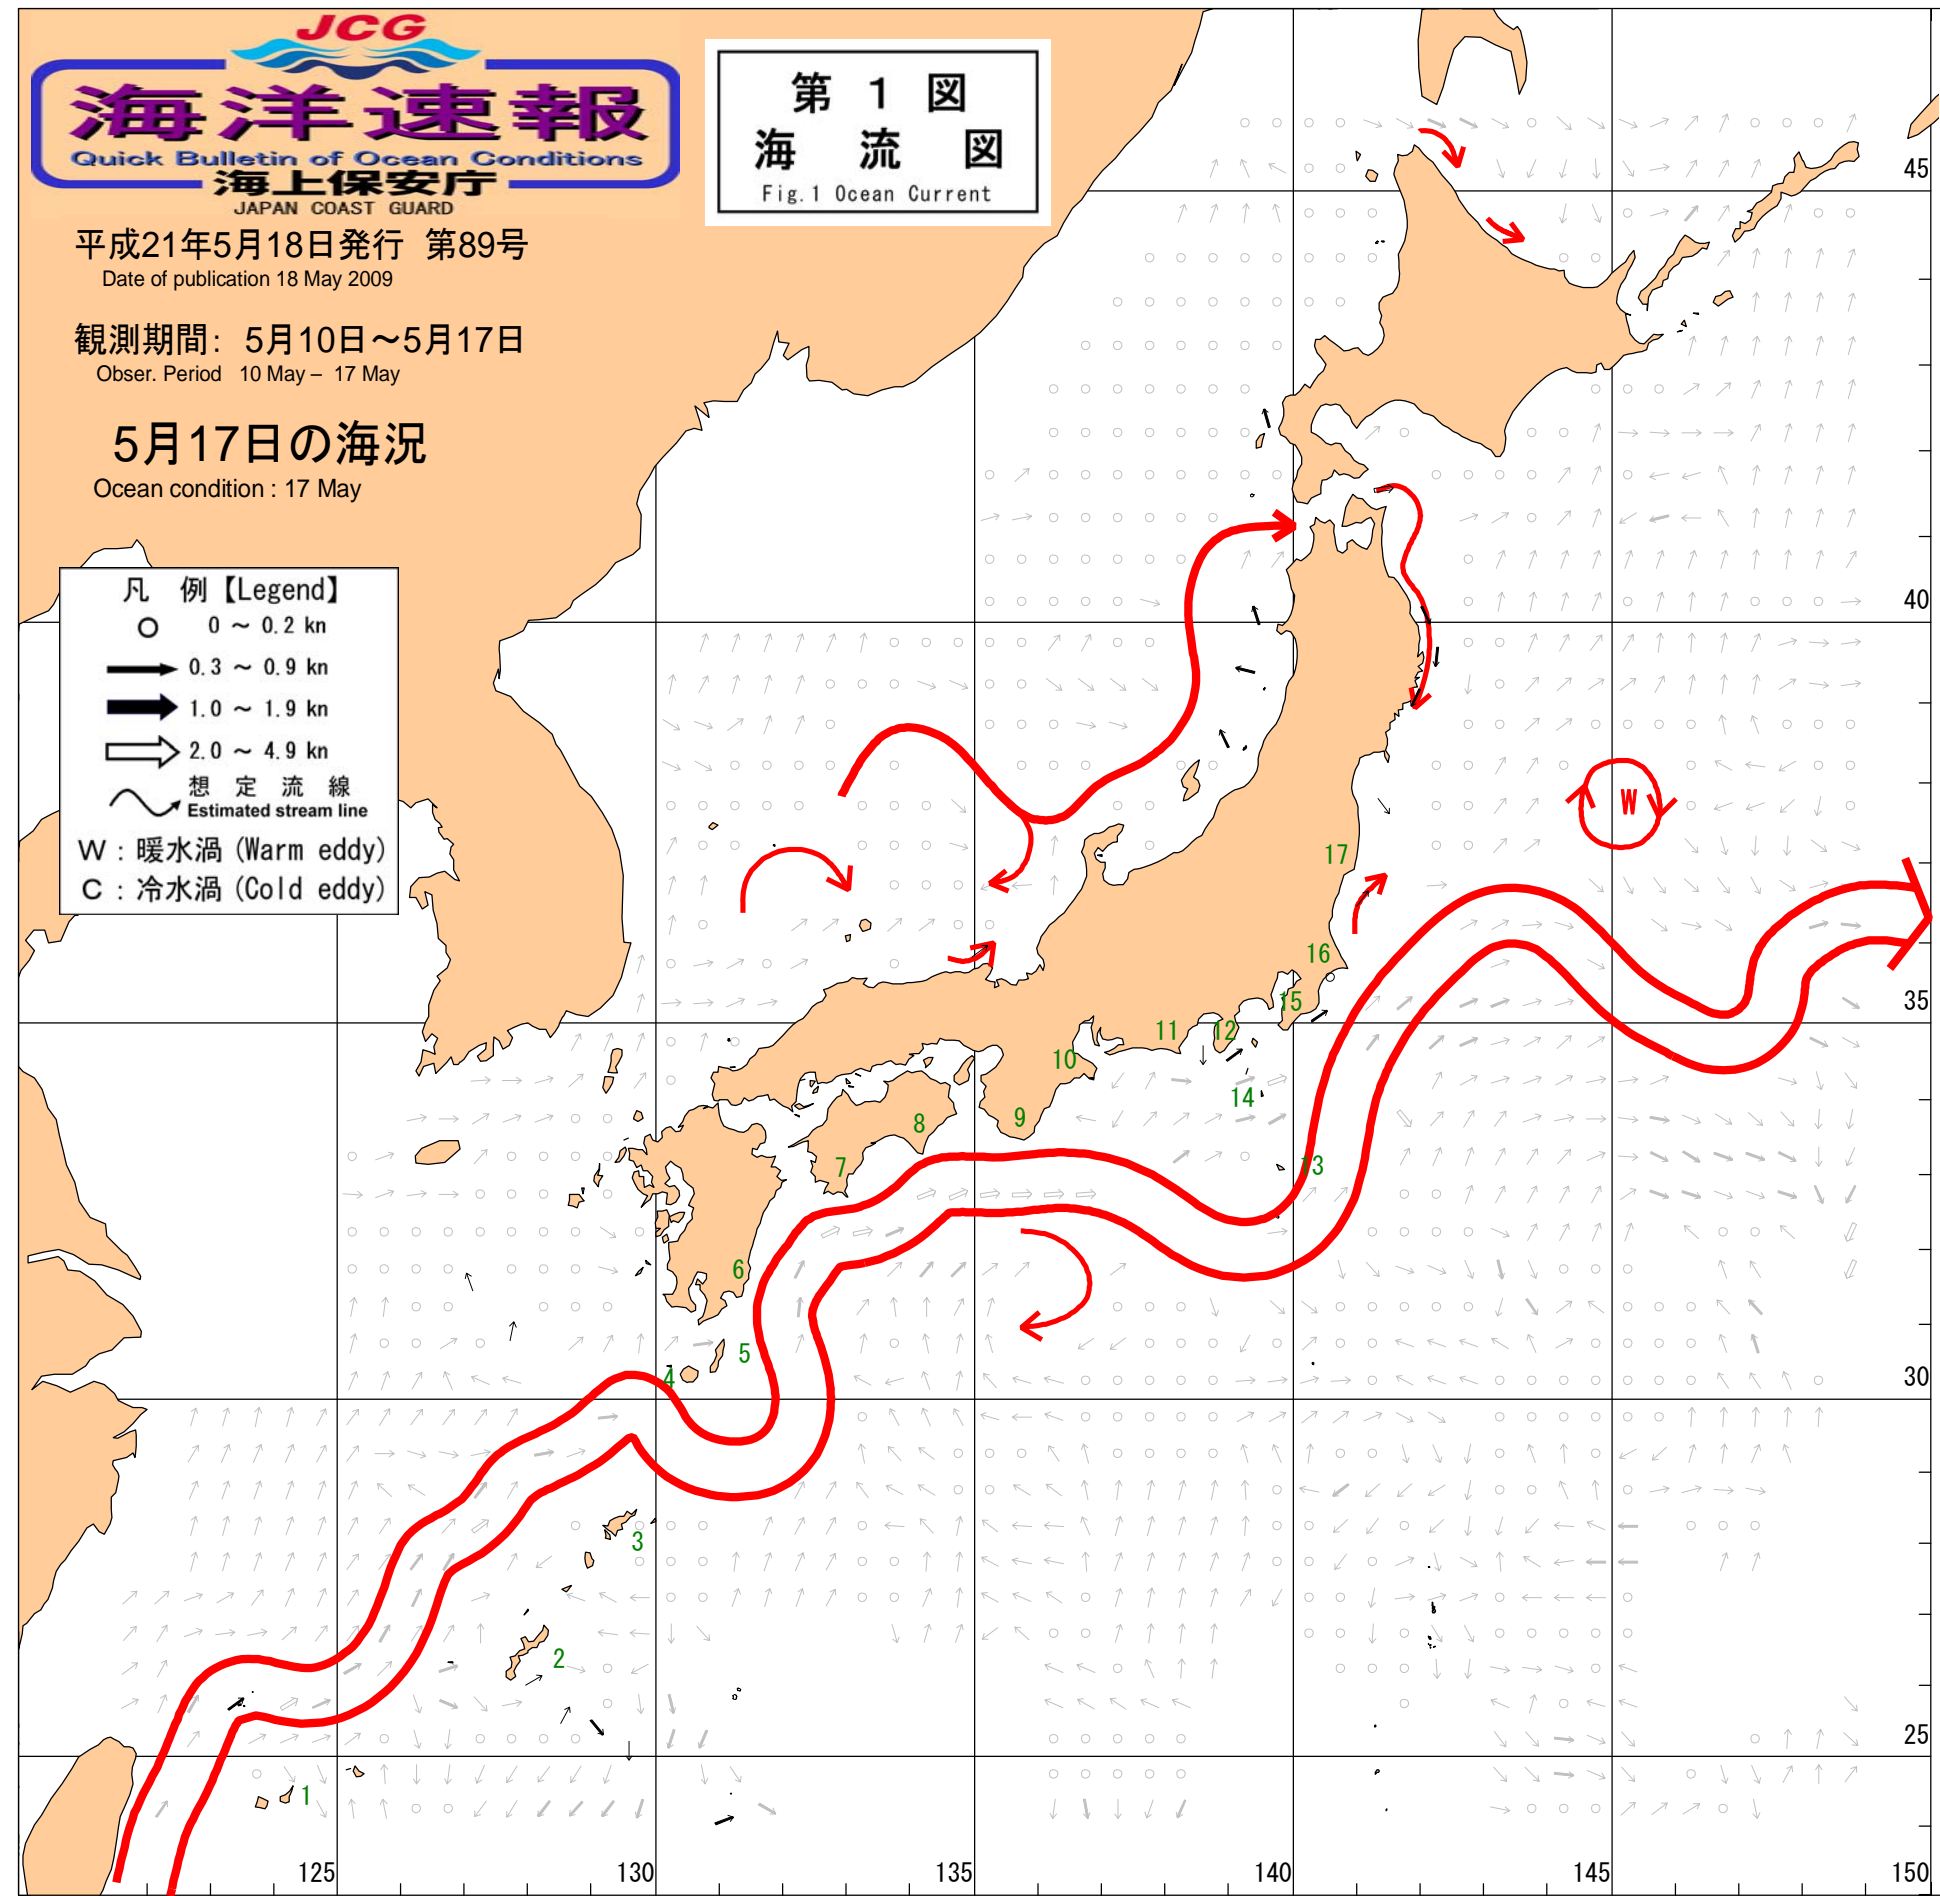 JCG
海洋速報
Quick Bulletin of Ocean Conditions
海上保安庁
JAPAN COAST GUARD
第 1 図
海 流 図
Fig.1 Ocean Current
平成21年5月18日発行 第89号
Date of publication 18 May 2009
観測期間: 5月10日～5月17日
Obser. Period 10 May – 17 May
5月17日の海況
Ocean condition : 17 May
凡 例【Legend】
0 ～ 0.2 kn
0.3 ～ 0.9 kn
1.0 ～ 1.9 kn
2.0 ～ 4.9 kn
想 定 流 線
Estimated stream line
W : 暖水渦 (Warm eddy)
C : 冷水渦 (Cold eddy)
45
40
W
17
16
35
15
11
12
10
14
9
8
13
7
6
5
4
30
3
2
25
1
125
130
135
140
145
150